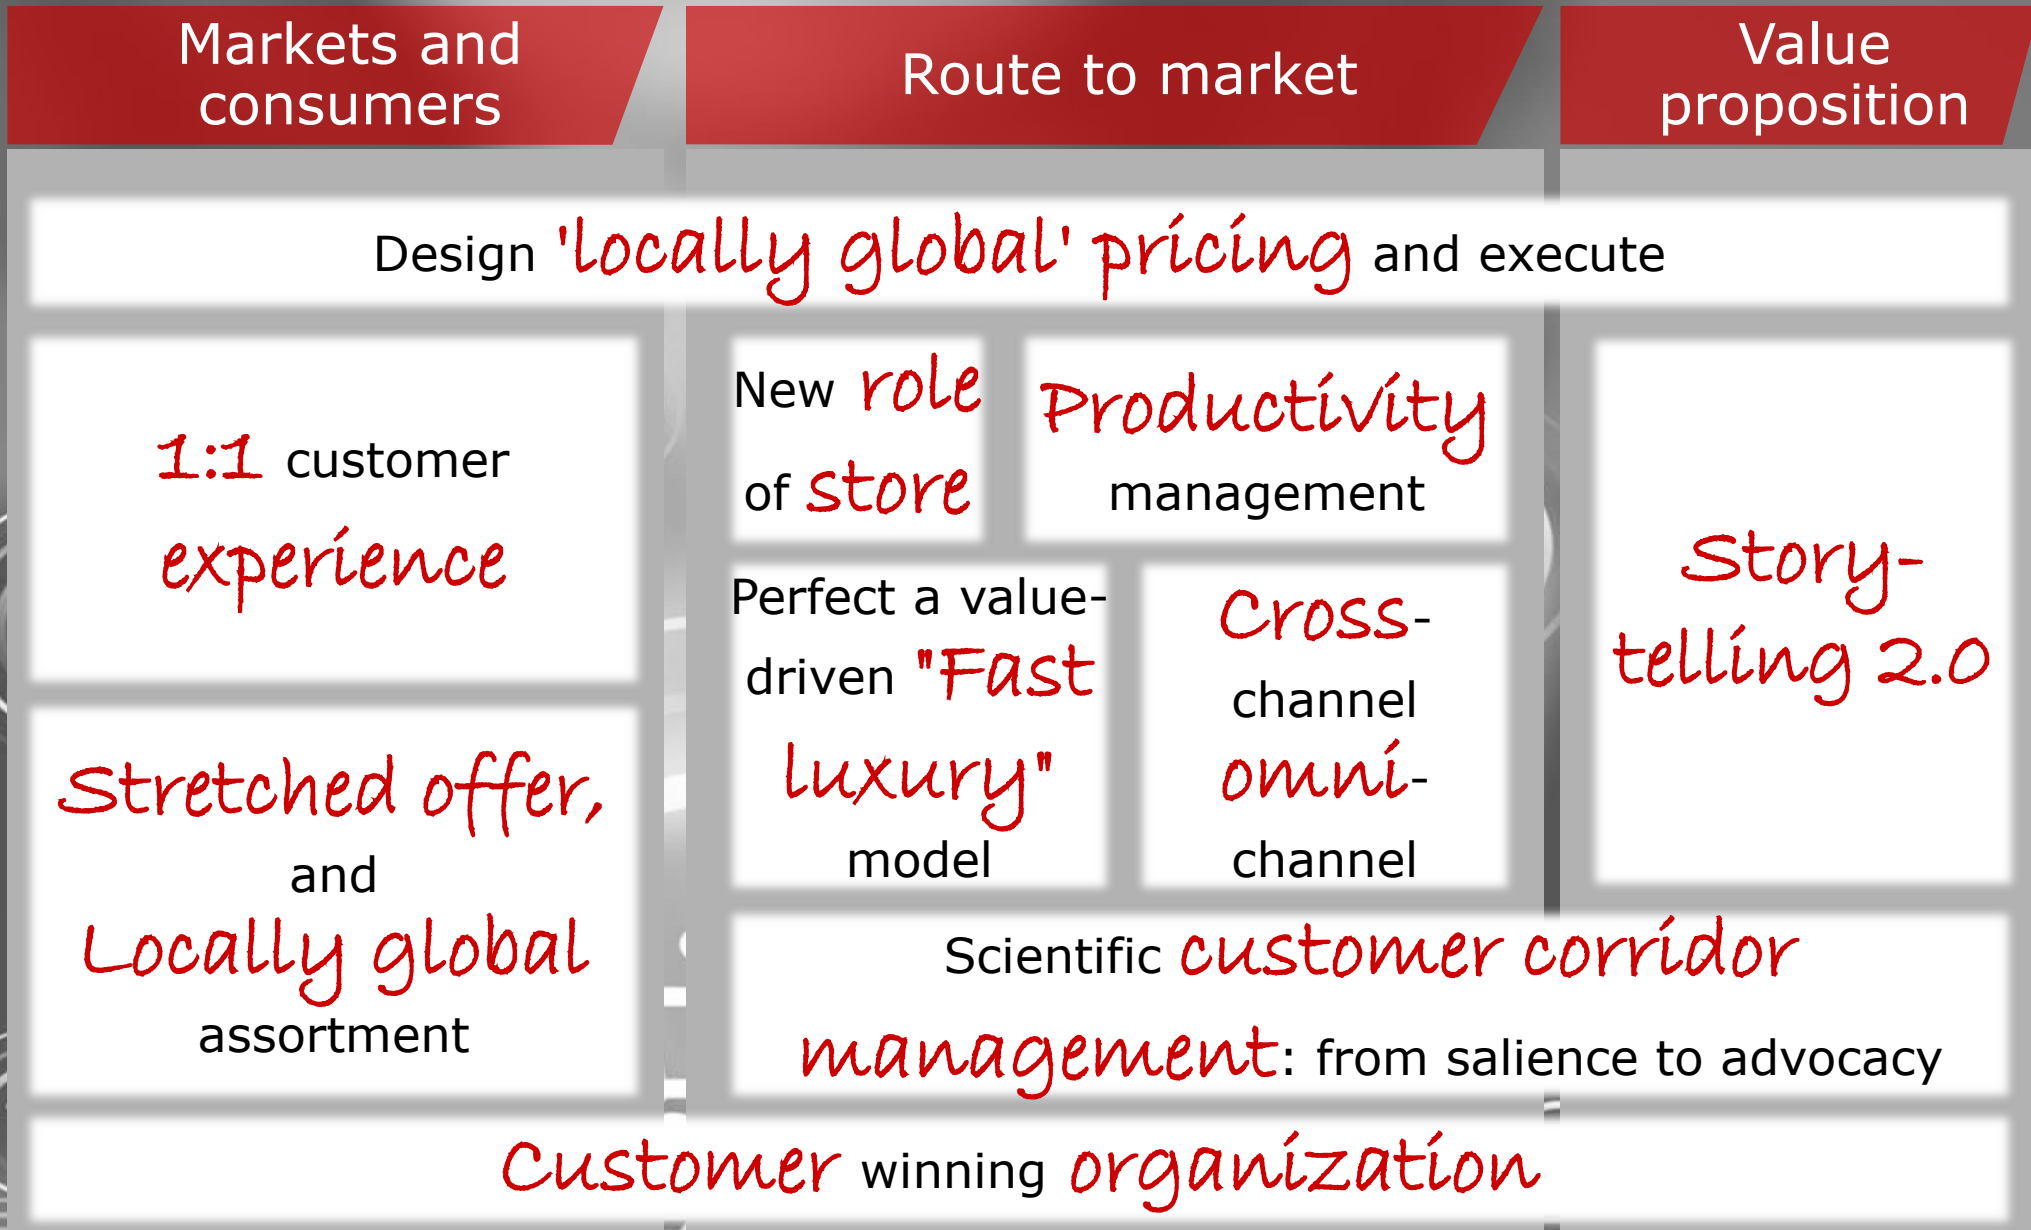 Markets and
consumers
Route to market
Value
proposition
Design 'locally global' pricing and execute
1:1 customer
experience
Stretched offer,
and
Locally global
assortment
New role
of store
Productivity
management
Perfect a value-
driven "Fast
luxury"
model
Cross-
channel
omni-
channel
Story-
telling 2.0
Scientific customer corridor
management: from salience to advocacy
Customer winning organization